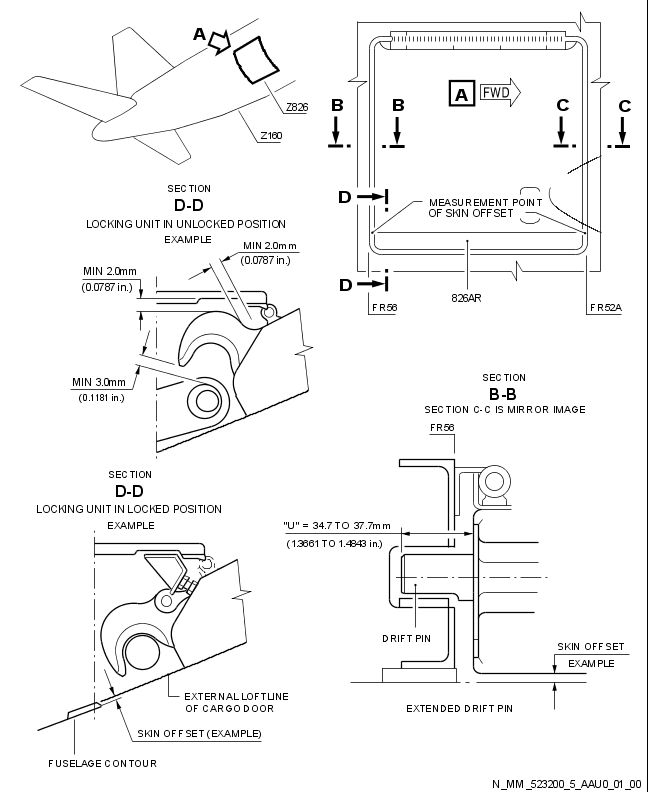 A
Z826
Z160
SECTION
D-D
LOCKING UNIT IN UNLOCKED POSITION
EXAMPLE
MIN 2.0mm
(0.0787 in.)
MIN 2.0mm
(0.0787 in.)
MIN 3.0mm
(0.1181 in.)
A
FWD
B
B
C
C
D
MEASUREMENT POINT
OF SKIN OFFSET
D
FR56
826AR
FR52A
SECTION
D-D
LOCKING UNIT IN LOCKED POSITION
EXAMPLE
EXTERNAL LOFTLINE
OF CARGO DOOR
SKIN OFFSET (EXAMPLE)
FUSELAGE CONTOUR
SECTION
B-B
SECTION C-C IS MIRROR IMAGE
FR56
"U" = 34.7 TO 37.7mm
(1.3661 TO 1.4843 in.)
DRIFT PIN
SKIN OFFSET
EXAMPLE
EXTENDED DRIFT PIN
N_MM_523200_5_AAU0_01_00